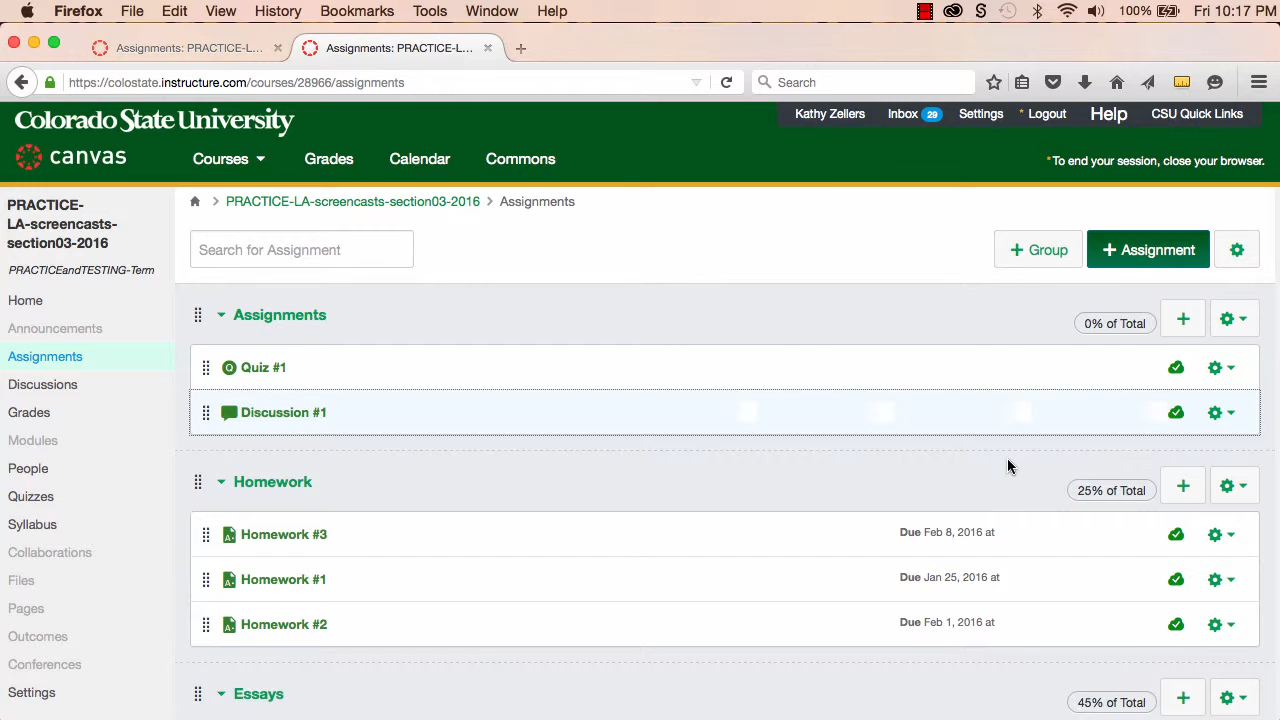 Firefox File Edit View History Bookmarks Tools Window Help 100% Fri 10:17 PM
Assignments: PRACTICE-L... Assignments: PRACTICE-L...
https://colostate.instructure.com/courses/28966/assignments Search
Colorado State University Kathy Zellers Inbox 29 Settings * Logout Help CSU Quick Links
canvas Courses Grades Calendar Commons *To end your session, close your browser.
PRACTICE-
LA-screencasts-
section03-2016
PRACTICEandTESTING-Term
Home
Announcements
Assignments
Discussions
Grades
Modules
People
Quizzes
Syllabus
Collaborations
Files
Pages
Outcomes
Conferences
Settings
PRACTICE-LA-screencasts-section03-2016 > Assignments
Search for Assignment + Group + Assignment
Assignments 0% of Total +
Q Quiz #1
Discussion #1
Homework 25% of Total +
Homework #3 Due Feb 8, 2016 at
Homework #1 Due Jan 25, 2016 at
Homework #2 Due Feb 1, 2016 at
Essays 45% of Total +